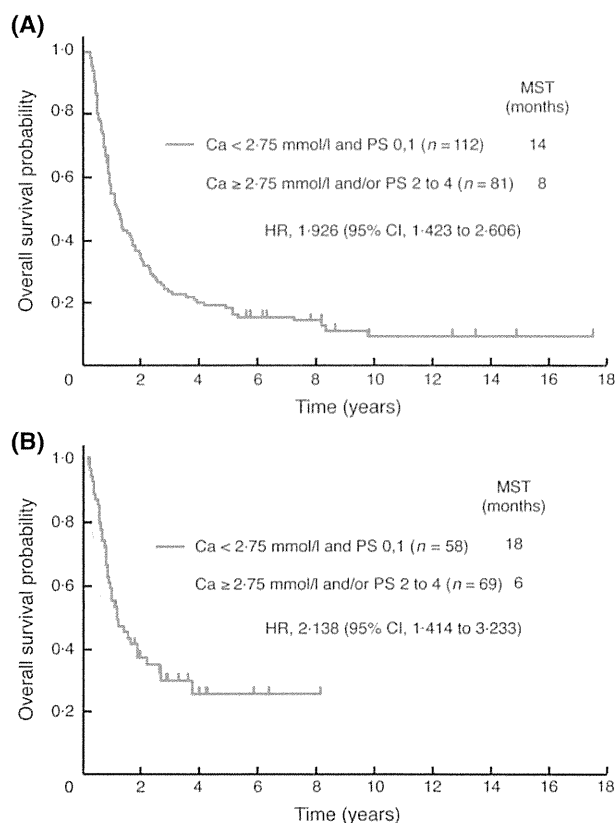 (A)
MST
(months)
Ca < 2·75 mmol/l and PS 0,1 (n = 112) 14
Ca ≥ 2·75 mmol/l and/or PS 2 to 4 (n = 81) 8
HR, 1·926 (95% CI, 1·423 to 2·606)
Overall survival probability
1·0
0·8
0·6
0·4
0·2
0 2 4 6 8 10 12 14 16 18
Time (years)
(B)
MST
(months)
Ca < 2·75 mmol/l and PS 0,1 (n = 58) 18
Ca ≥ 2·75 mmol/l and/or PS 2 to 4 (n = 69) 6
HR, 2·138 (95% CI, 1·414 to 3·233)
Overall survival probability
1·0
0·8
0·6
0·4
0·2
0 2 4 6 8 10 12 14 16 18
Time (years)